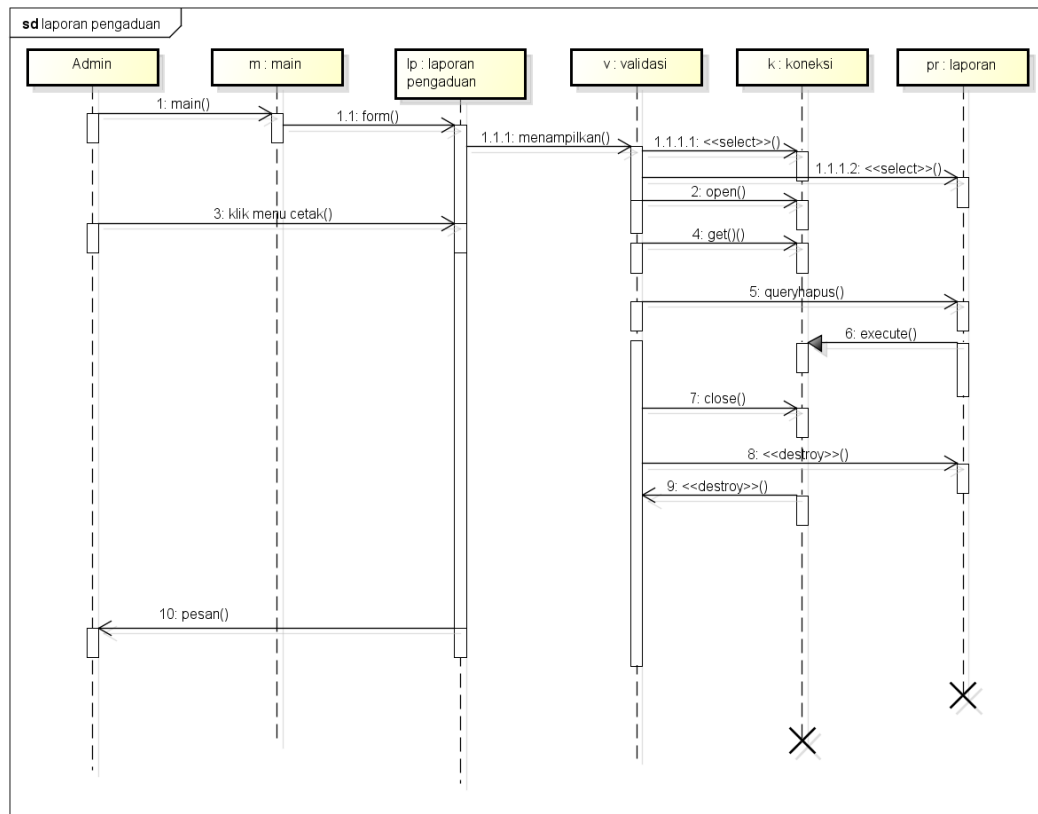 sd laporan pengaduan
Admin
m : main
lp : laporan
pengaduan
v : validasi
k : koneksi
pr : laporan
1: main()
1.1: form()
1.1.1: menampilkan()
1.1.1.1: <<select>>()
1.1.1.2: <<select>>()
2: open()
3: klik menu cetak()
4: get()()
5: queryhapus()
6: execute()
7: close()
8: <<destroy>>()
9: <<destroy>>()
10: pesan()